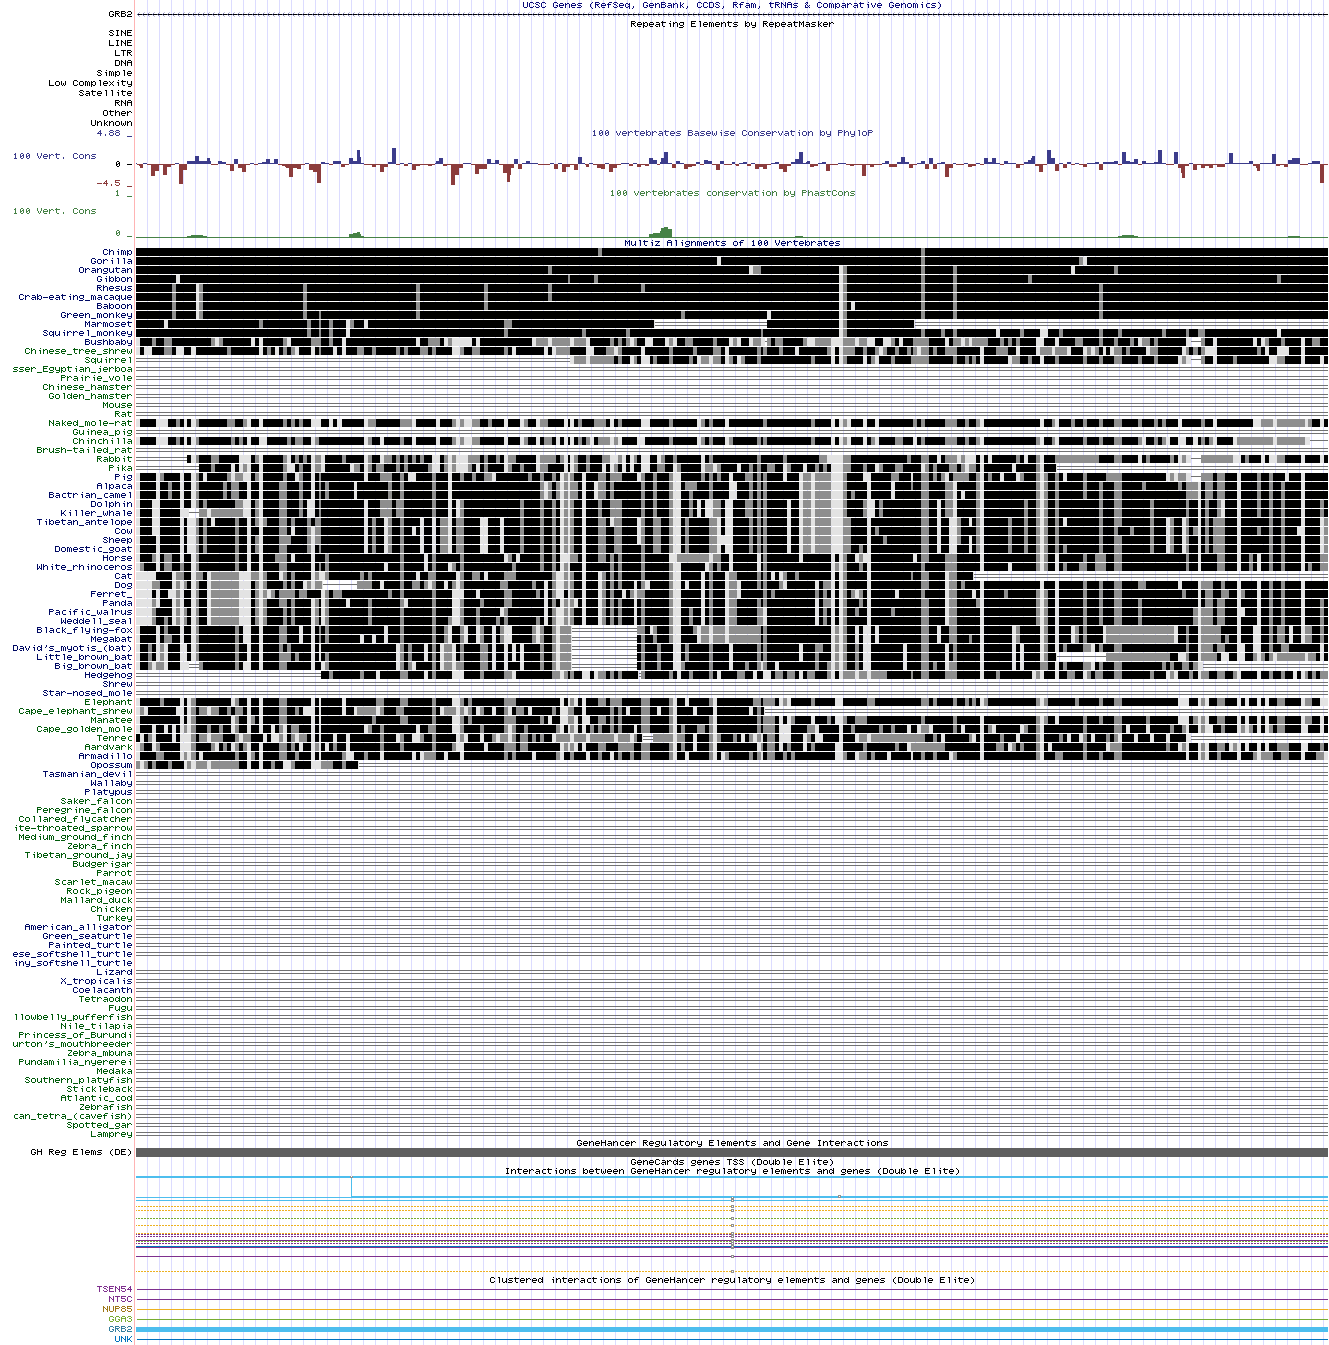 UCSC Genes (RefSeq, GenBank, CCDS, Rfam, tRNAs & Comparative Genomics)
GRB2
Repeating Elements by RepeatMasker
SINE
LINE
LTR
DNA
Simple
Low Complexity
Satellite
RNA
Other
Unknown
4.88 _
100 vertebrates Basewise Conservation by PhyloP
100 Vert. Cons
0 _
-4.5 _
1 _
100 vertebrates conservation by PhastCons
100 Vert. Cons
0 _
Multiz Alignments of 100 Vertebrates
Chimp
Gorilla
Orangutan
Gibbon
Rhesus
Crab-eating_macaque
Baboon
Green_monkey
Marmoset
Squirrel_monkey
Bushbaby
Chinese_tree_shrew
Squirrel
sser_Egyptian_jerboa
Prairie_vole
Chinese_hamster
Golden_hamster
Mouse
Rat
Naked_mole-rat
Guinea_pig
Chinchilla
Brush-tailed_rat
Rabbit
Pika
Pig
Alpaca
Bactrian_camel
Dolphin
Killer_whale
Tibetan_antelope
Cow
Sheep
Domestic_goat
Horse
White_rhinoceros
Cat
Dog
Ferret_
Panda
Pacific_walrus
Weddell_seal
Black_flying-fox
Megabat
David's_myotis_(bat)
Little_brown_bat
Big_brown_bat
Hedgehog
Shrew
Star-nosed_mole
Elephant
Cape_elephant_shrew
Manatee
Cape_golden_mole
Tenrec
Aardvark
Armadillo
Opossum
Tasmanian_devil
Wallaby
Platypus
Saker_falcon
Peregrine_falcon
Collared_flycatcher
ite-throated_sparrow
Medium_ground_finch
Zebra_finch
Tibetan_ground_jay
Budgerigar
Parrot
Scarlet_macaw
Rock_pigeon
Mallard_duck
Chicken
Turkey
American_alligator
Green_seaturtle
Painted_turtle
ese_softshell_turtle
iny_softshell_turtle
Lizard
X_tropicalis
Coelacanth
Tetraodon
Fugu
llowbelly_pufferfish
Nile_tilapia
Princess_of_Burundi
urton's_mouthbreeder
Zebra_mbuna
Pundamilia_nyererei
Medaka
Southern_platyfish
Stickleback
Atlantic_cod
Zebrafish
can_tetra_(cavefish)
Spotted_gar
Lamprey
GeneHancer Regulatory Elements and Gene Interactions
GH Reg Elems (DE)
GeneCards genes TSS (Double Elite)
Interactions between GeneHancer regulatory elements and genes (Double Elite)
Clustered interactions of GeneHancer regulatory elements and genes (Double Elite)
TSEN54
NT5C
NUP85
GGA3
GRB2
UNK